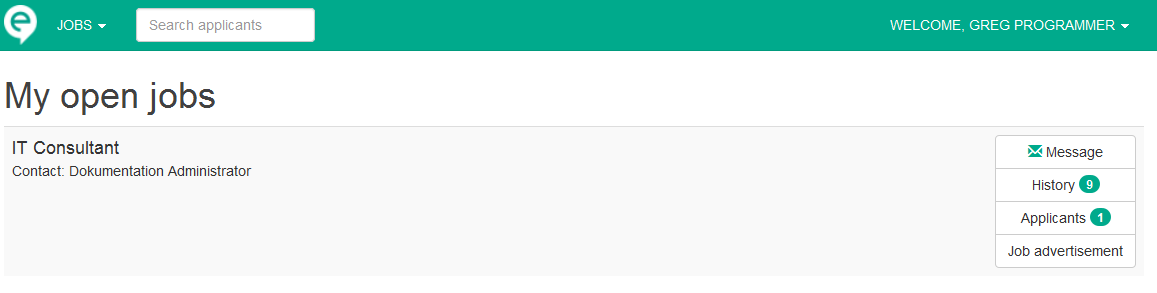 e
JOBS
Search applicants
WELCOME, GREG PROGRAMMER
My open jobs
IT Consultant
Contact: Dokumentation Administrator
Message
History 9
Applicants 1
Job advertisement